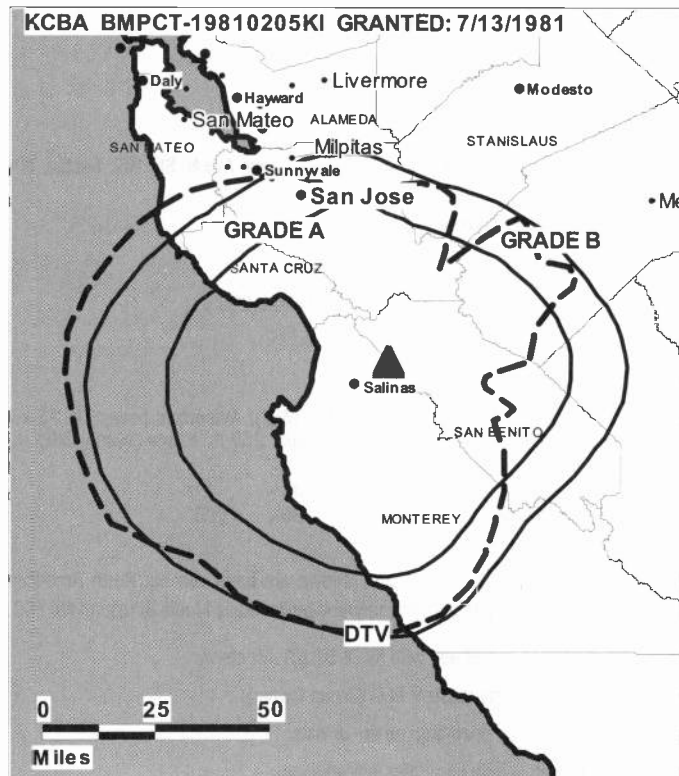 KCBA BMPCT-19810205KI GRANTED: 7/13/1981
Daly
Livermore
Hayward
Modesto
San Mateo
ALAMEDA
STANISLAUS
SAN MATEO
Milpitas
Sunnyvale
San Jose
Me
GRADE A
GRADE B
SANTA CRUZ
Salinas
SAN BENITO
MONTEREY
DTV
0 25 50
Miles